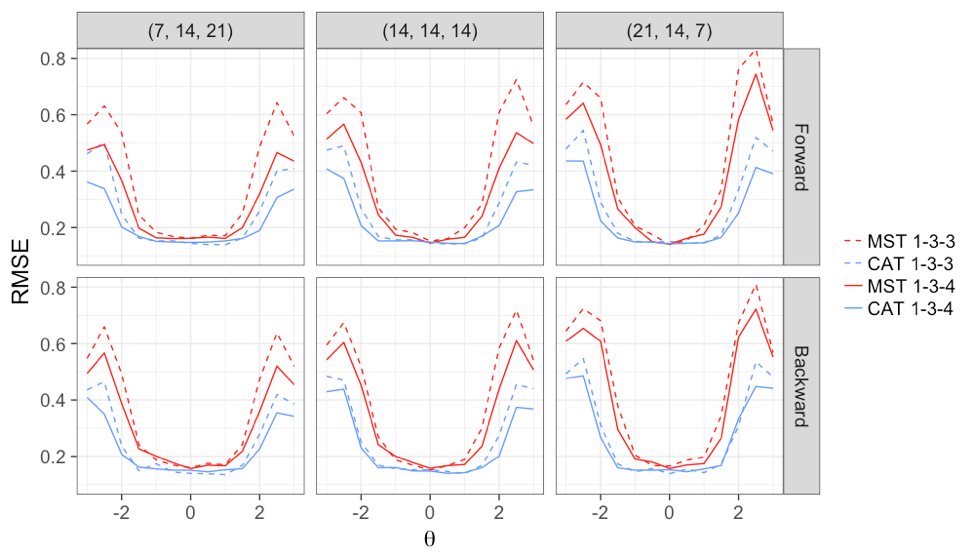 (7, 14, 21)
(14, 14, 14)
(21, 14, 7)
0.8
0.6
0.4
0.2
Forward
0.8
0.6
0.4
0.2
Backward
RMSE
-2
0
2
-2
0
2
-2
0
2
θ
MST 1-3-3
CAT 1-3-3
MST 1-3-4
CAT 1-3-4